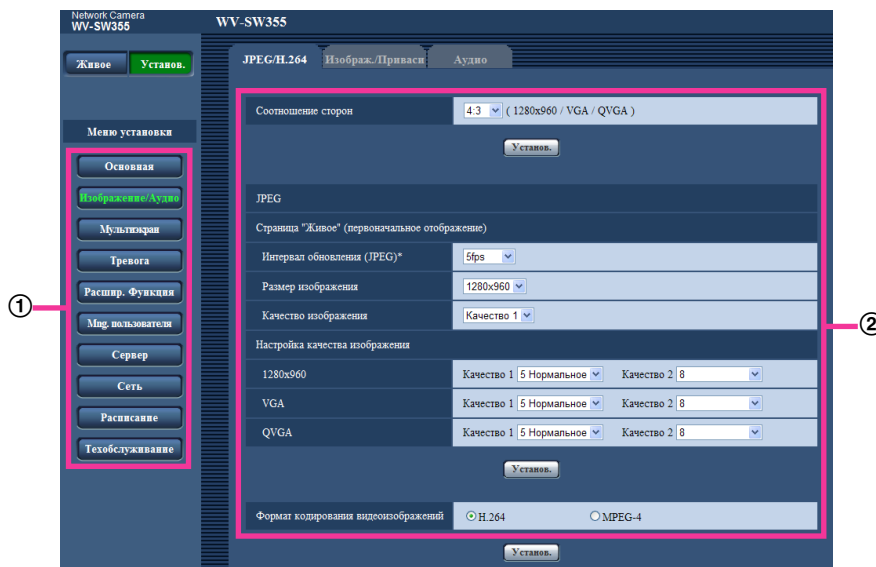 Network Camera
WV-SW355
WV-SW355
Живое Установ.
JPEG/H.264 Изображ./Приваси Аудио
Меню установки
Основная
Изображение/Аудио
Мультиэкран
Тревога
Расшир. Функция
Mng. пользователя
Сервер
Сеть
Расписание
Техобслуживание
①
Соотношение сторон 4:3 ( 1280x960 / VGA / QVGA )
Установ.
JPEG
Страница "Живое" (первоначальное отображение)
Интервал обновления (JPEG)* 5fps
Размер изображения 1280x960
Качество изображения Качество 1
Настройка качества изображения
1280x960 Качество 1 5 Нормальное Качество 2 8
VGA Качество 1 5 Нормальное Качество 2 8
QVGA Качество 1 5 Нормальное Качество 2 8
Установ.
Формат кодирования видеоизображений H.264 MPEG-4
Установ.
②